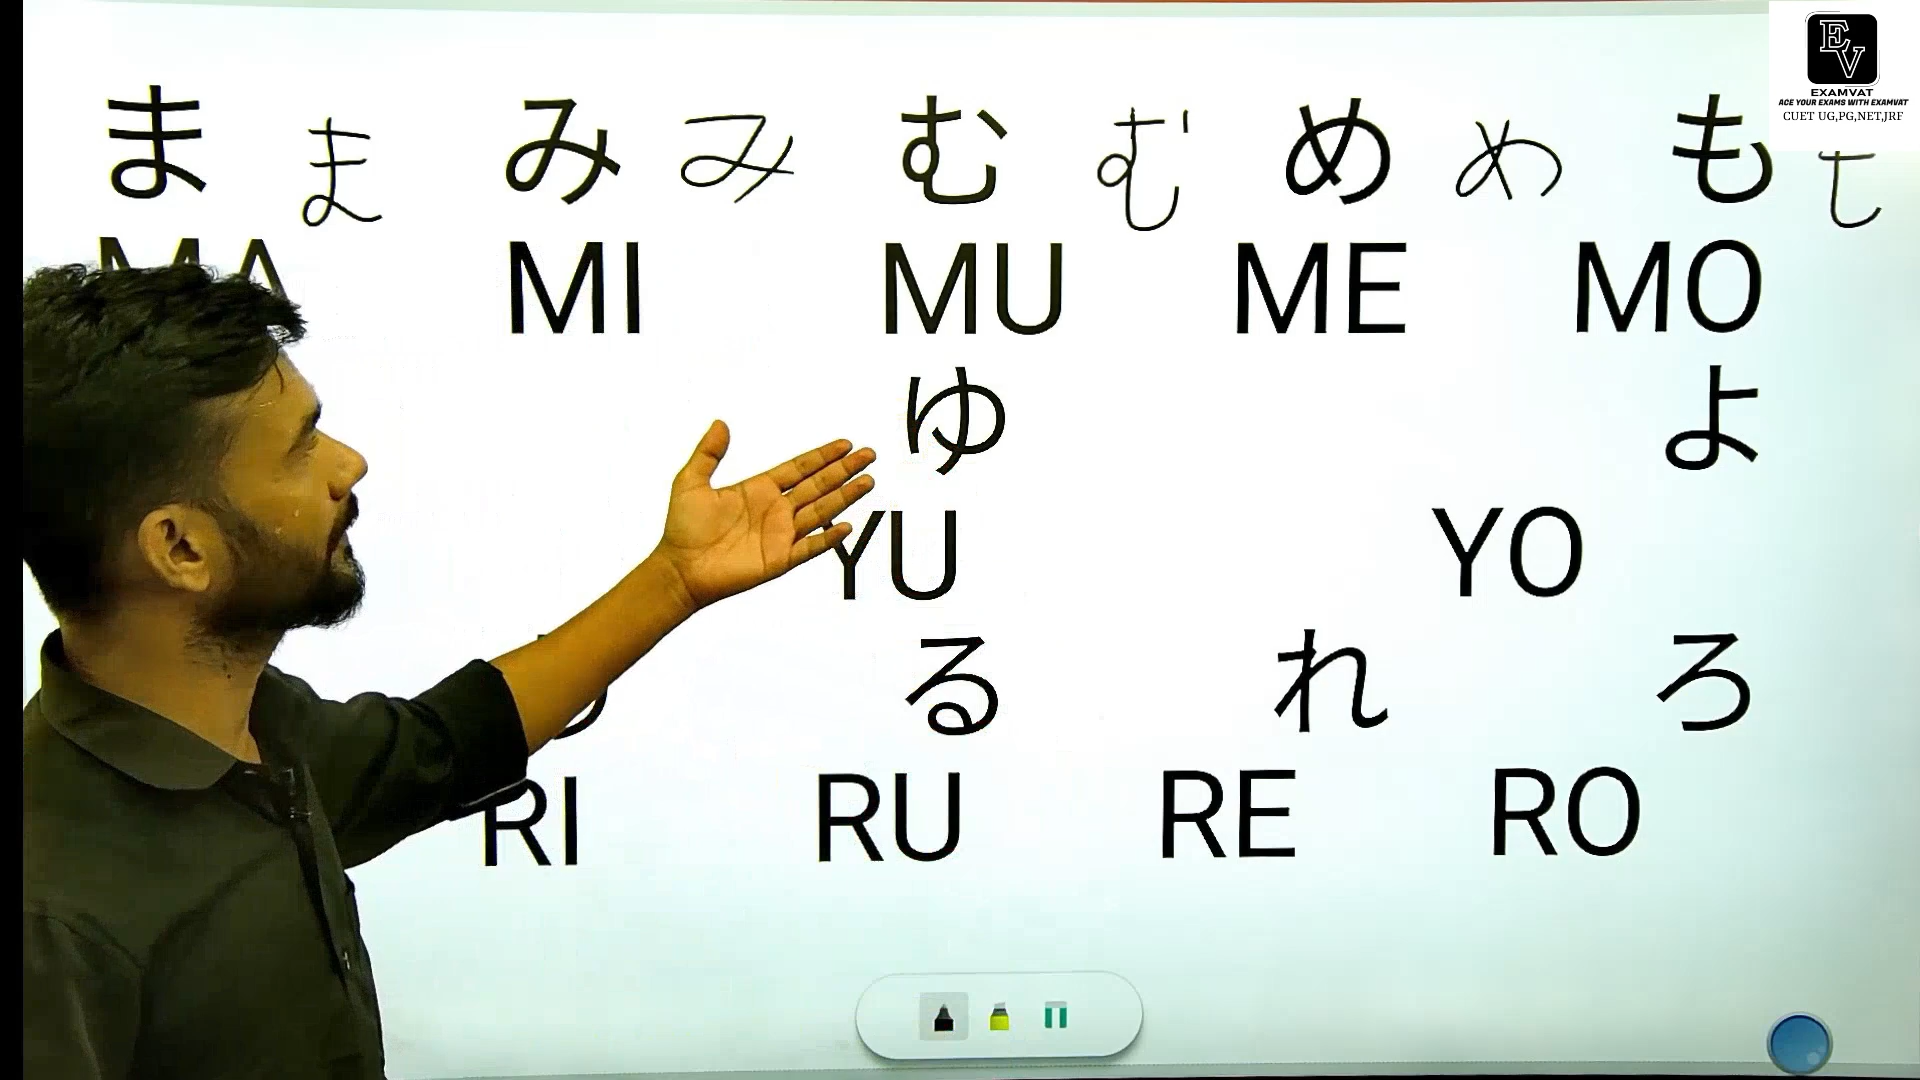 EV
EXAMVAT
ACE YOUR EXAMS WITH EXAMVAT
CUET UG,PG,NET,JRF
ま ま み み む む め め も も
MA MI MU ME MO
ゆ よ
YU YO
る れ ろ
RI RU RE RO